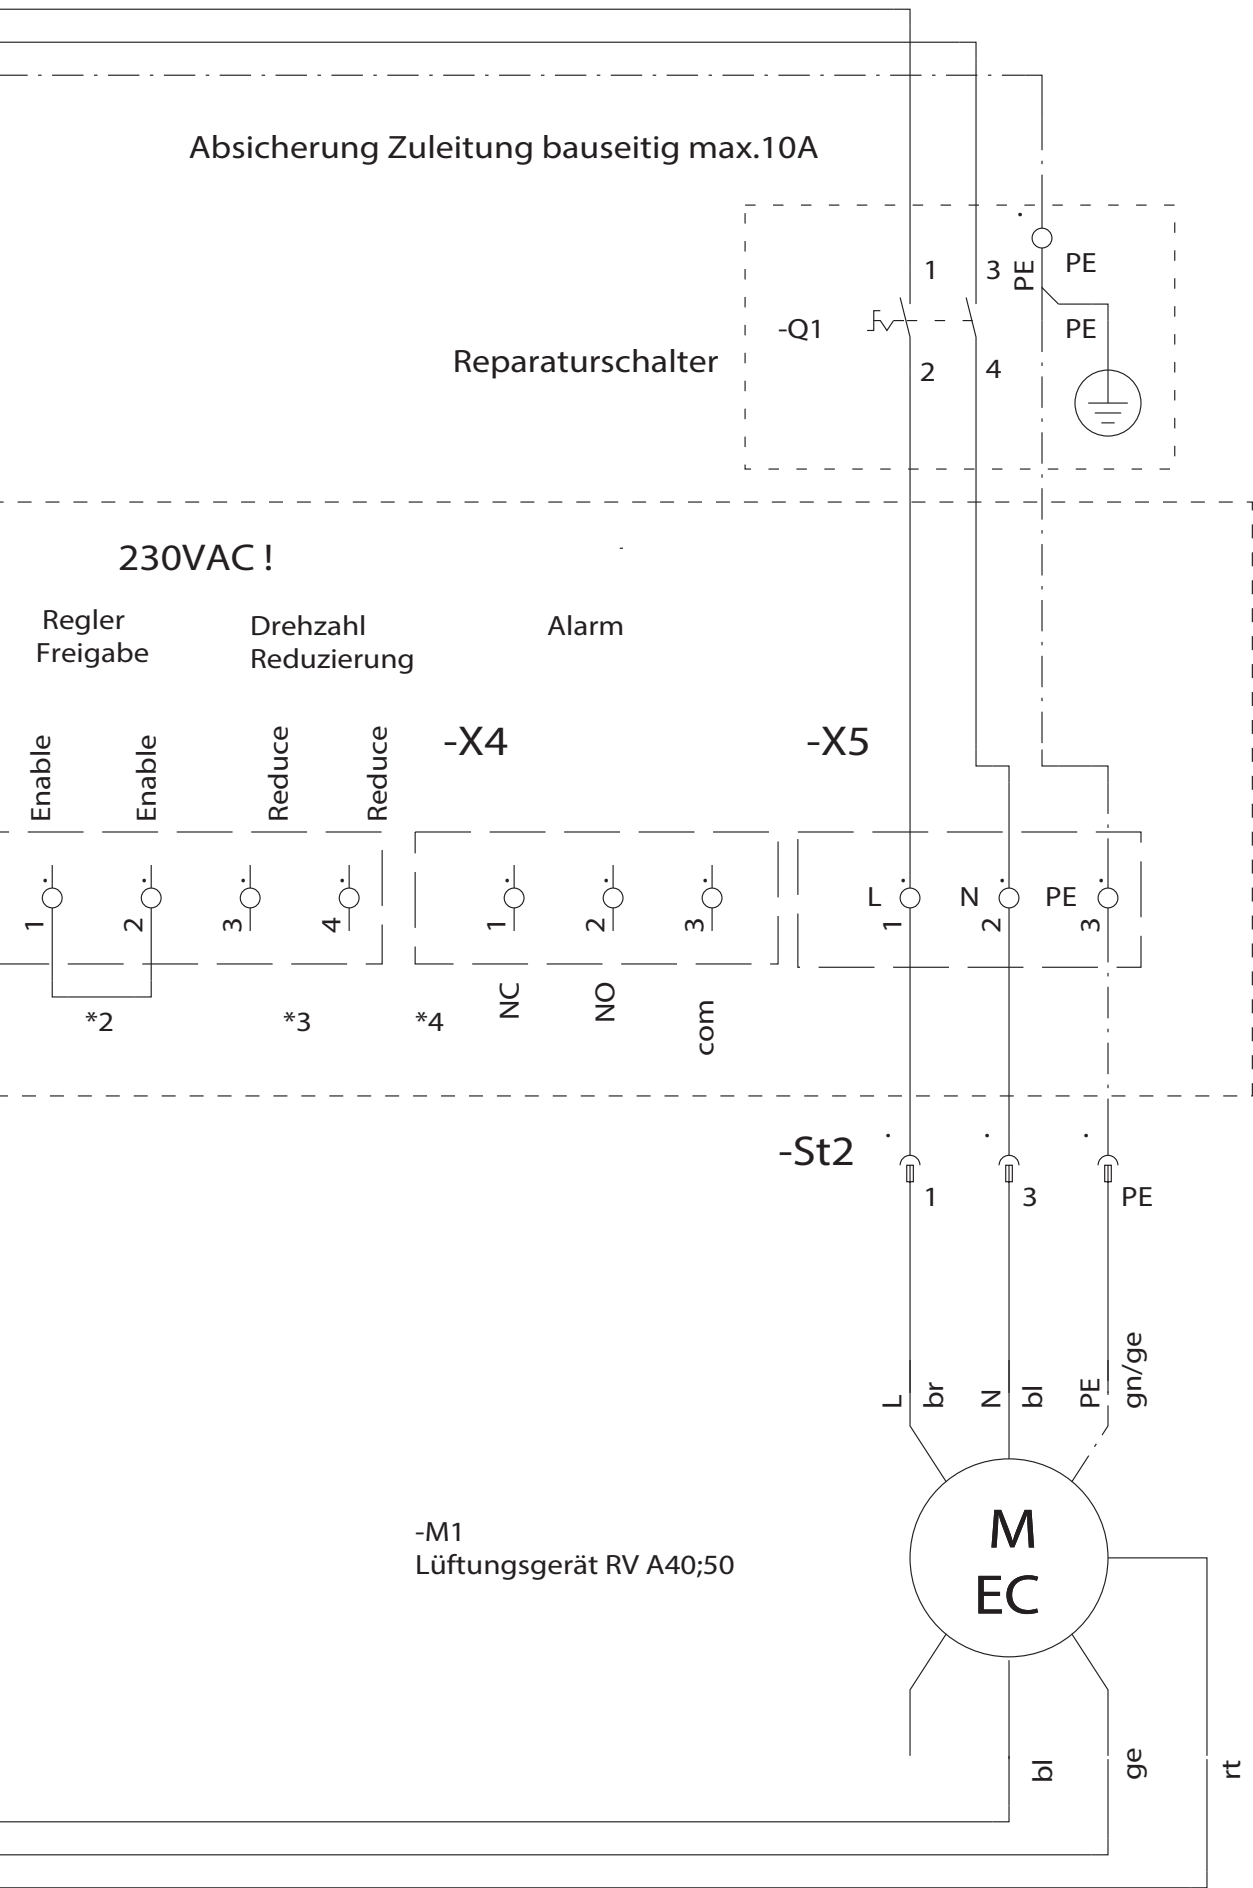 Absicherung Zuleitung bauseitig max.10A
1
3
PE
PE
-Q1
PE
Reparaturschalter
2
4
230VAC !
Regler
Freigabe
Drehzahl
Reduzierung
Alarm
Enable
Enable
Reduce
Reduce
-X4
-X5
1
2
3
4
1
2
3
L
1
N
2
PE
3
*2
*3
*4
NC
NO
com
-St2
1
3
PE
L
br
N
bl
PE
gn/ge
-M1
Lüftungsgerät RV A40;50
M
EC
bl
ge
rt